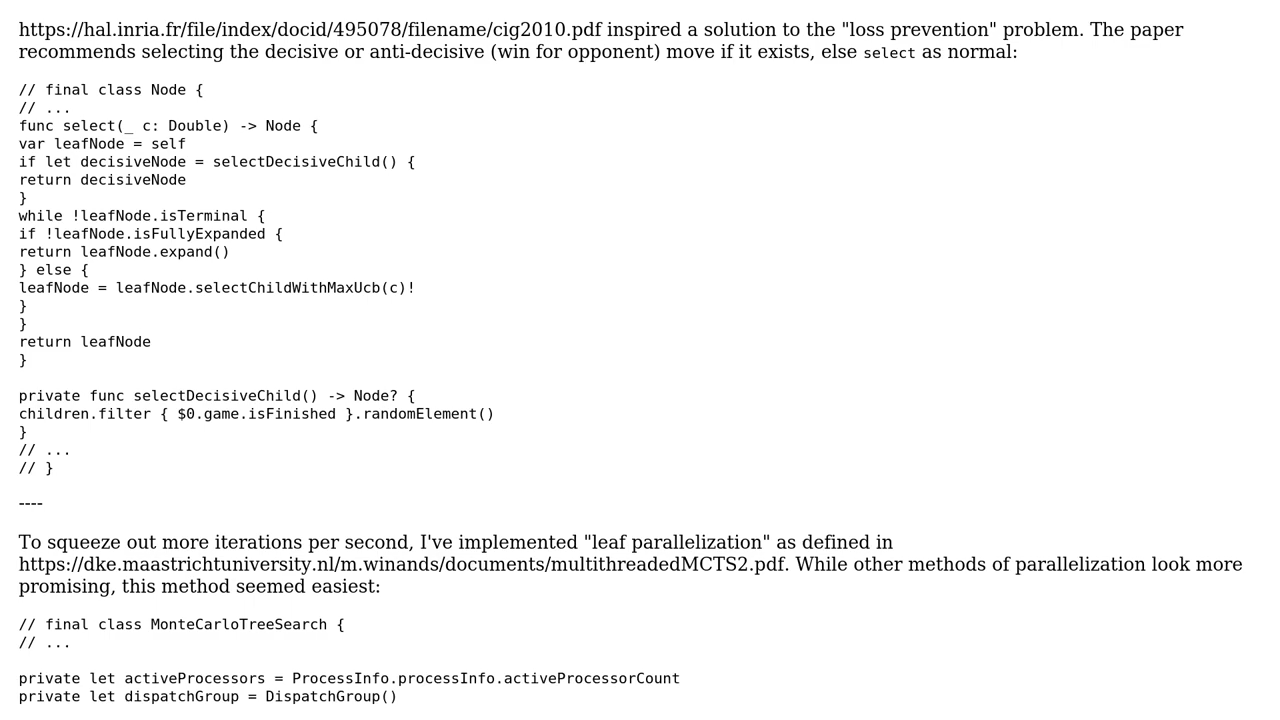 https://hal.inria.fr/file/index/docid/495078/filename/cig2010.pdf inspired a solution to the "loss prevention" problem. The paper
recommends selecting the decisive or anti-decisive (win for opponent) move if it exists, else select as normal:
// final class Node {
// ...
func select(_ c: Double) -> Node {
var leafNode = self
if let decisiveNode = selectDecisiveChild() {
return decisiveNode
}
while !leafNode.isTerminal {
if !leafNode.isFullyExpanded {
return leafNode.expand()
} else {
leafNode = leafNode.selectChildWithMaxUcb(c)!
}
}
return leafNode
}
private func selectDecisiveChild() -> Node? {
children.filter { $0.game.isFinished }.randomElement()
}
// ...
// }
----
To squeeze out more iterations per second, I've implemented "leaf parallelization" as defined in
https://dke.maastrichtuniversity.nl/m.winands/documents/multithreadedMCTS2.pdf. While other methods of parallelization look more
promising, this method seemed easiest:
// final class MonteCarloTreeSearch {
// ...
private let activeProcessors = ProcessInfo.processInfo.activeProcessorCount
private let dispatchGroup = DispatchGroup()